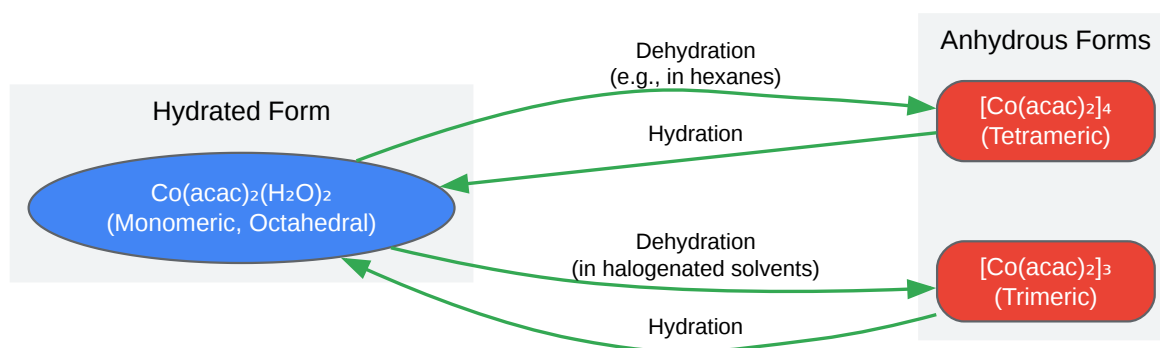 Hydrated Form
Co(acac)₂(H₂O)₂
(Monomeric, Octahedral)
Dehydration
(e.g., in hexanes)
Hydration
Dehydration
(in halogenated solvents)
Hydration
Anhydrous Forms
[Co(acac)₂]₄
(Tetrameric)
[Co(acac)₂]₃
(Trimeric)